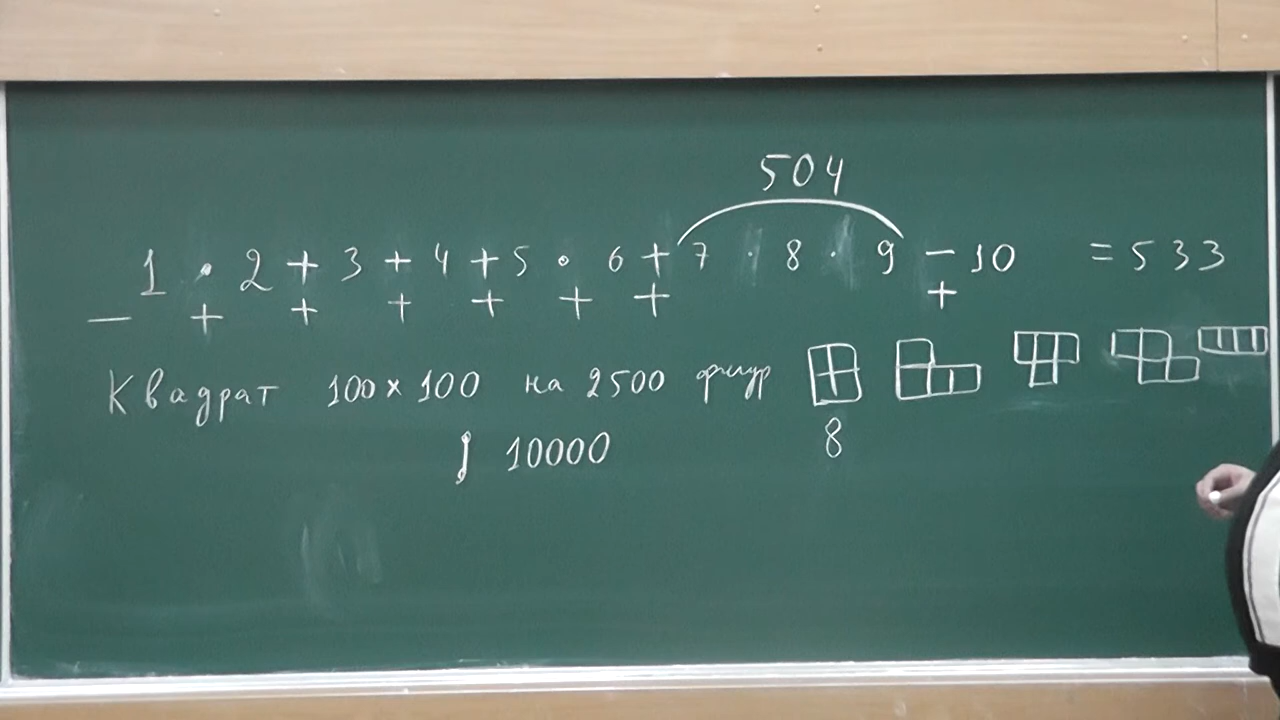 504
1 · 2 + 3 + 4 + 5 · 6 + 7 · 8 · 9 - 10 = 533
- + + + + + + +
Квадрат 100 x 100 на 2500 фигур
10000 8